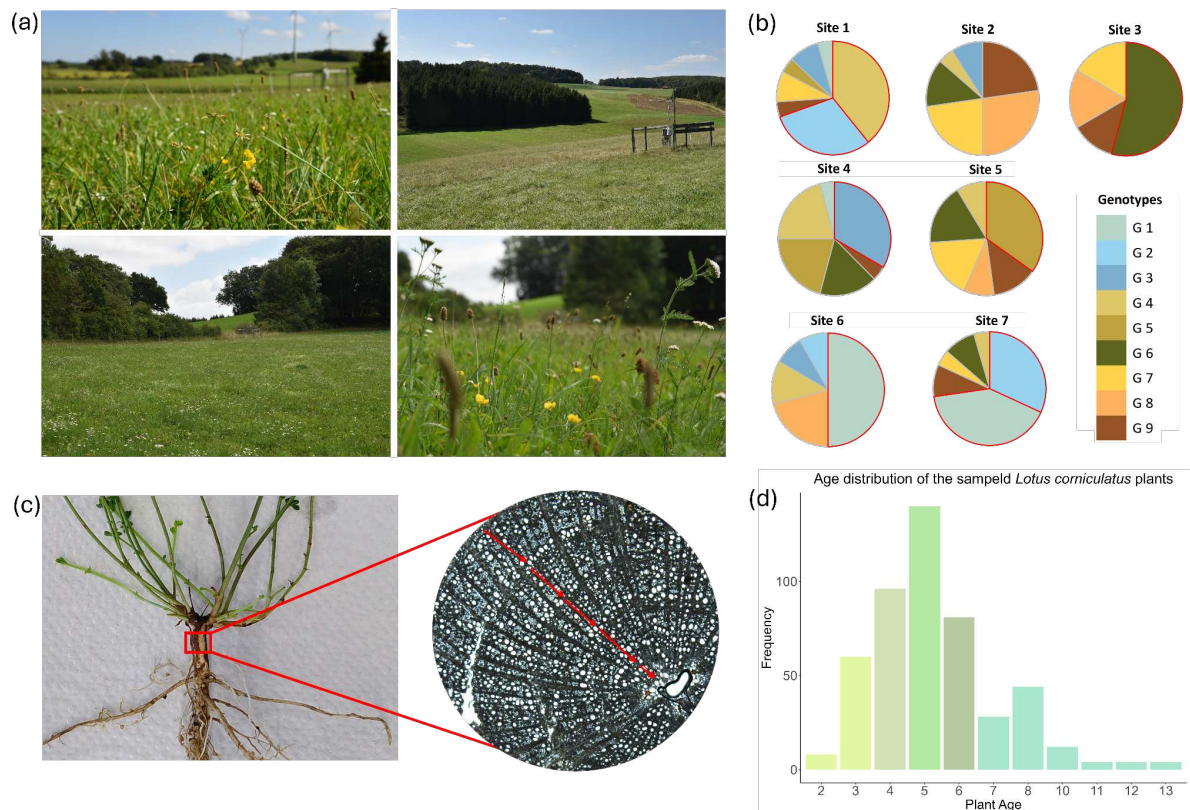 (a)
(b)
Site 1
Site 2
Site 3
Site 4
Site 5
Site 6
Site 7
Genotypes
G 1
G 2
G 3
G 4
G 5
G 6
G 7
G 8
G 9
(c)
(d)
Age distribution of the sampeld Lotus corniculatus plants
Frequency
100
50
0
2 3 4 5 6 7 8 10 11 12 13
Plant Age